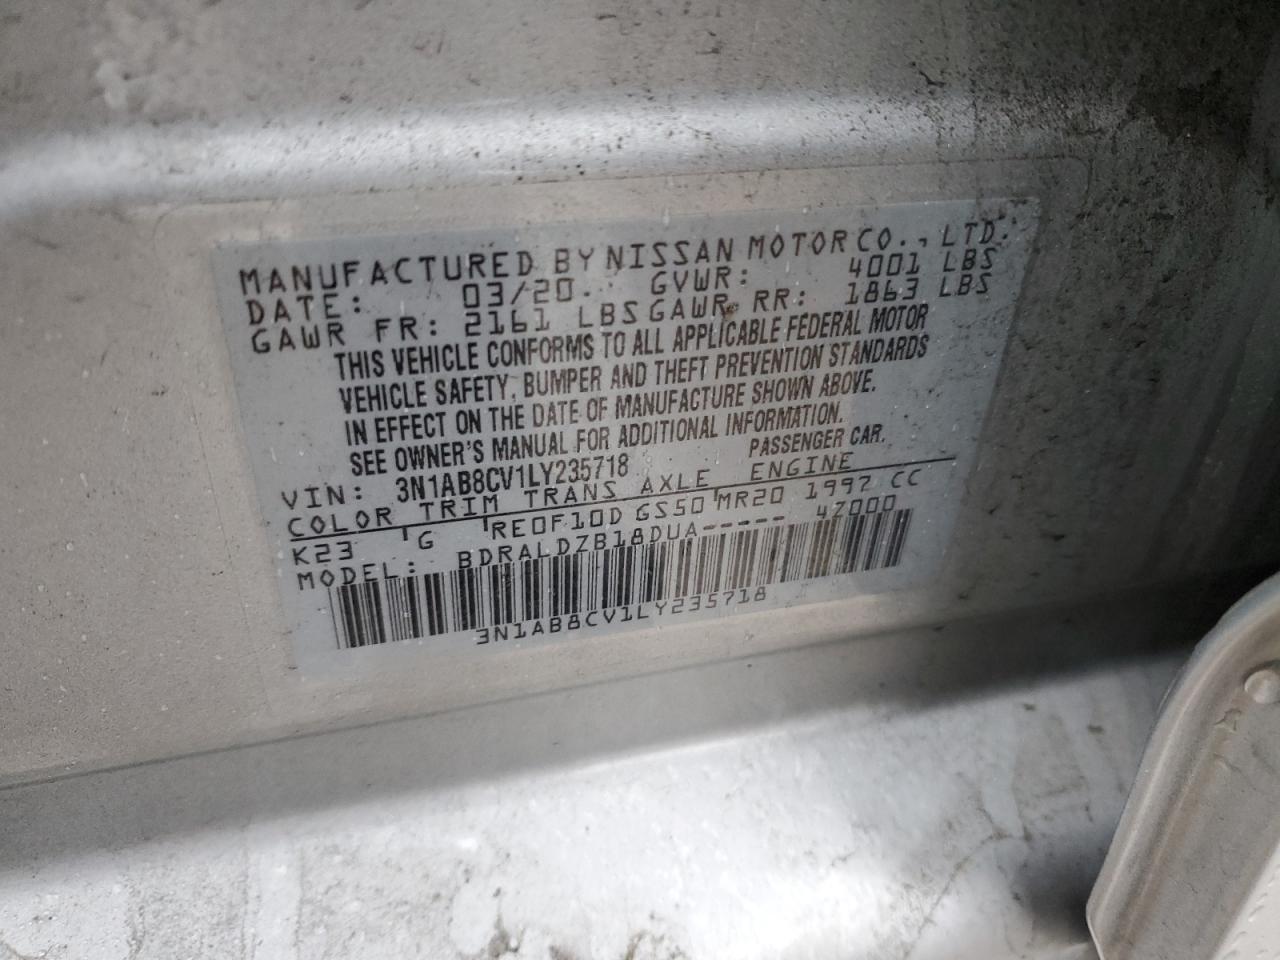 MANUFACTURED BY NISSAN MOTOR CO., LTD.
DATE: 03/20 GVWR: 4001 LBS
GAWR FR: 2161 LBS GAWR RR: 1863 LBS
THIS VEHICLE CONFORMS TO ALL APPLICABLE FEDERAL MOTOR
VEHICLE SAFETY, BUMPER AND THEFT PREVENTION STANDARDS
IN EFFECT ON THE DATE OF MANUFACTURE SHOWN ABOVE.
SEE OWNER'S MANUAL FOR ADDITIONAL INFORMATION.
VIN: 3N1AB8CV1LY235718 PASSENGER CAR.
COLOR TRIM TRANS AXLE ENGINE
K23 G RE0F10D GS50 MR20 1997 CC
MODEL: BDRALDZB18DUA----- 47000
3N1AB8CV1LY235718